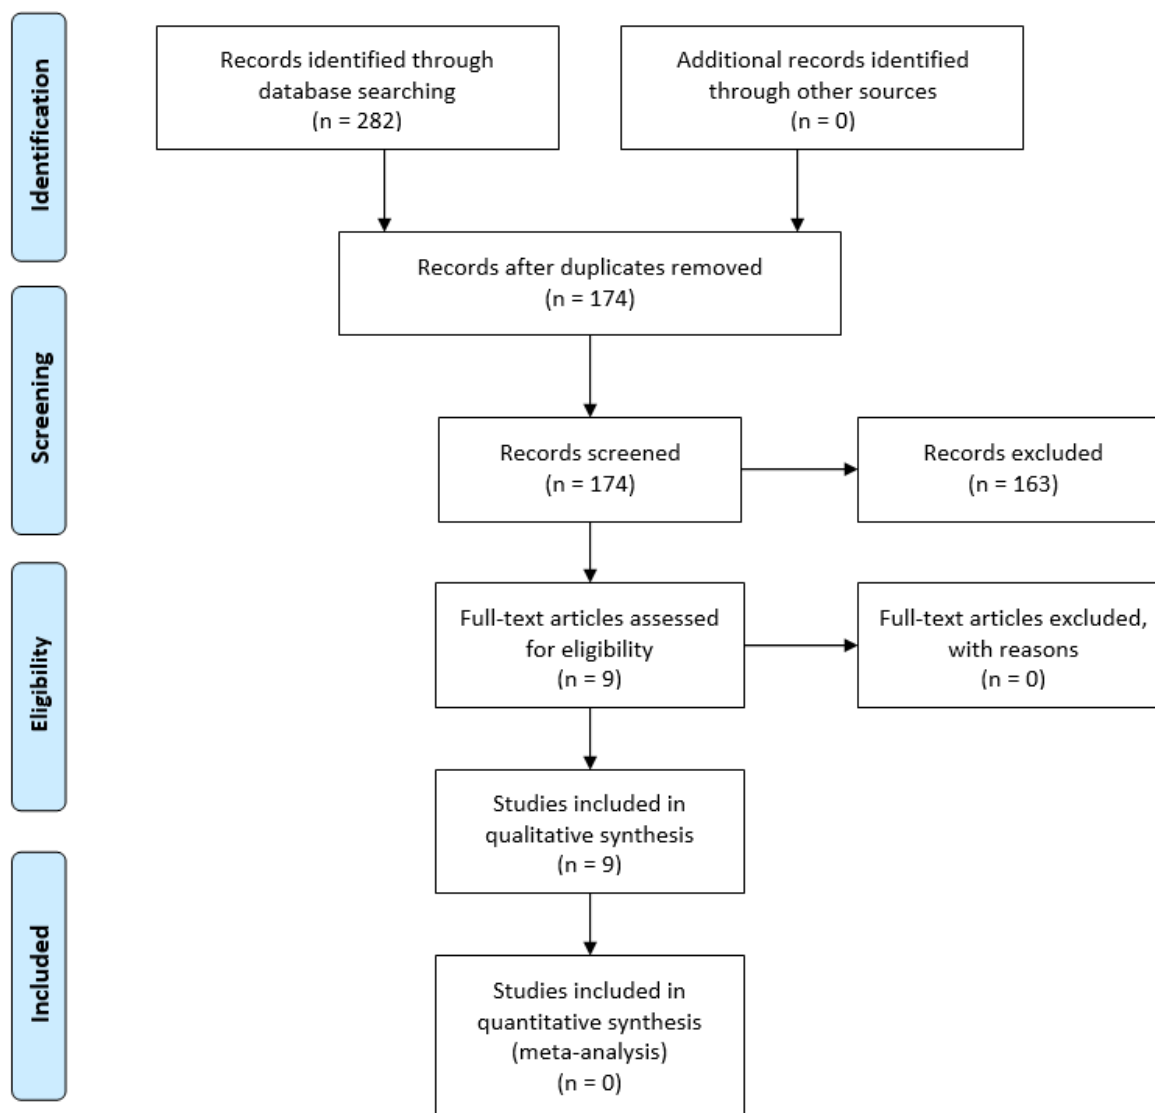 Identification
Records identified through
database searching
(n = 282)
Additional records identified
through other sources
(n = 0)
Records after duplicates removed
(n = 174)
Screening
Records screened
(n = 174)
Records excluded
(n = 163)
Eligibility
Full-text articles assessed
for eligibility
(n = 9)
Full-text articles excluded,
with reasons
(n = 0)
Studies included in
qualitative synthesis
(n = 9)
Included
Studies included in
quantitative synthesis
(meta-analysis)
(n = 0)